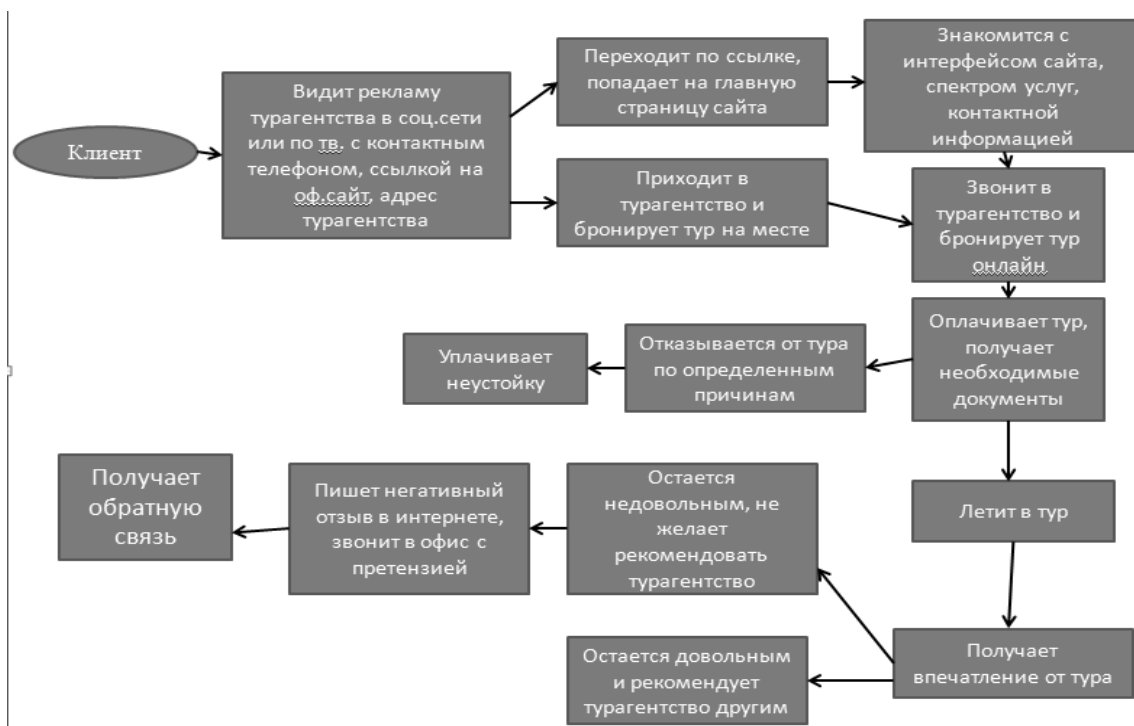 Клиент
Видит рекламу
турагентства в соц.сети
или по тв. с контактным
телефоном, ссылкой на
оф.сайт, адрес
турагентства
Переходит по ссылке,
попадает на главную
страницу сайта
Знакомится с
интерфейсом сайта,
спектром услуг,
контактной
информацией
Приходит в
турагентство и
бронирует тур на месте
Звонит в
турагентство и
бронирует тур
онлайн
Оплачивает тур,
получает
необходимые
документы
Отказывается от тура
по определенным
причинам
Уплачивает
неустойку
Летит в тур
Получает
впечатление от тура
Остается
недовольным, не
желает
рекомендовать
турагентство
Пишет негативный
отзыв в интернете,
звонит в офис с
претензией
Получает
обратную
связь
Остается довольным
и рекомендует
турагентство другим